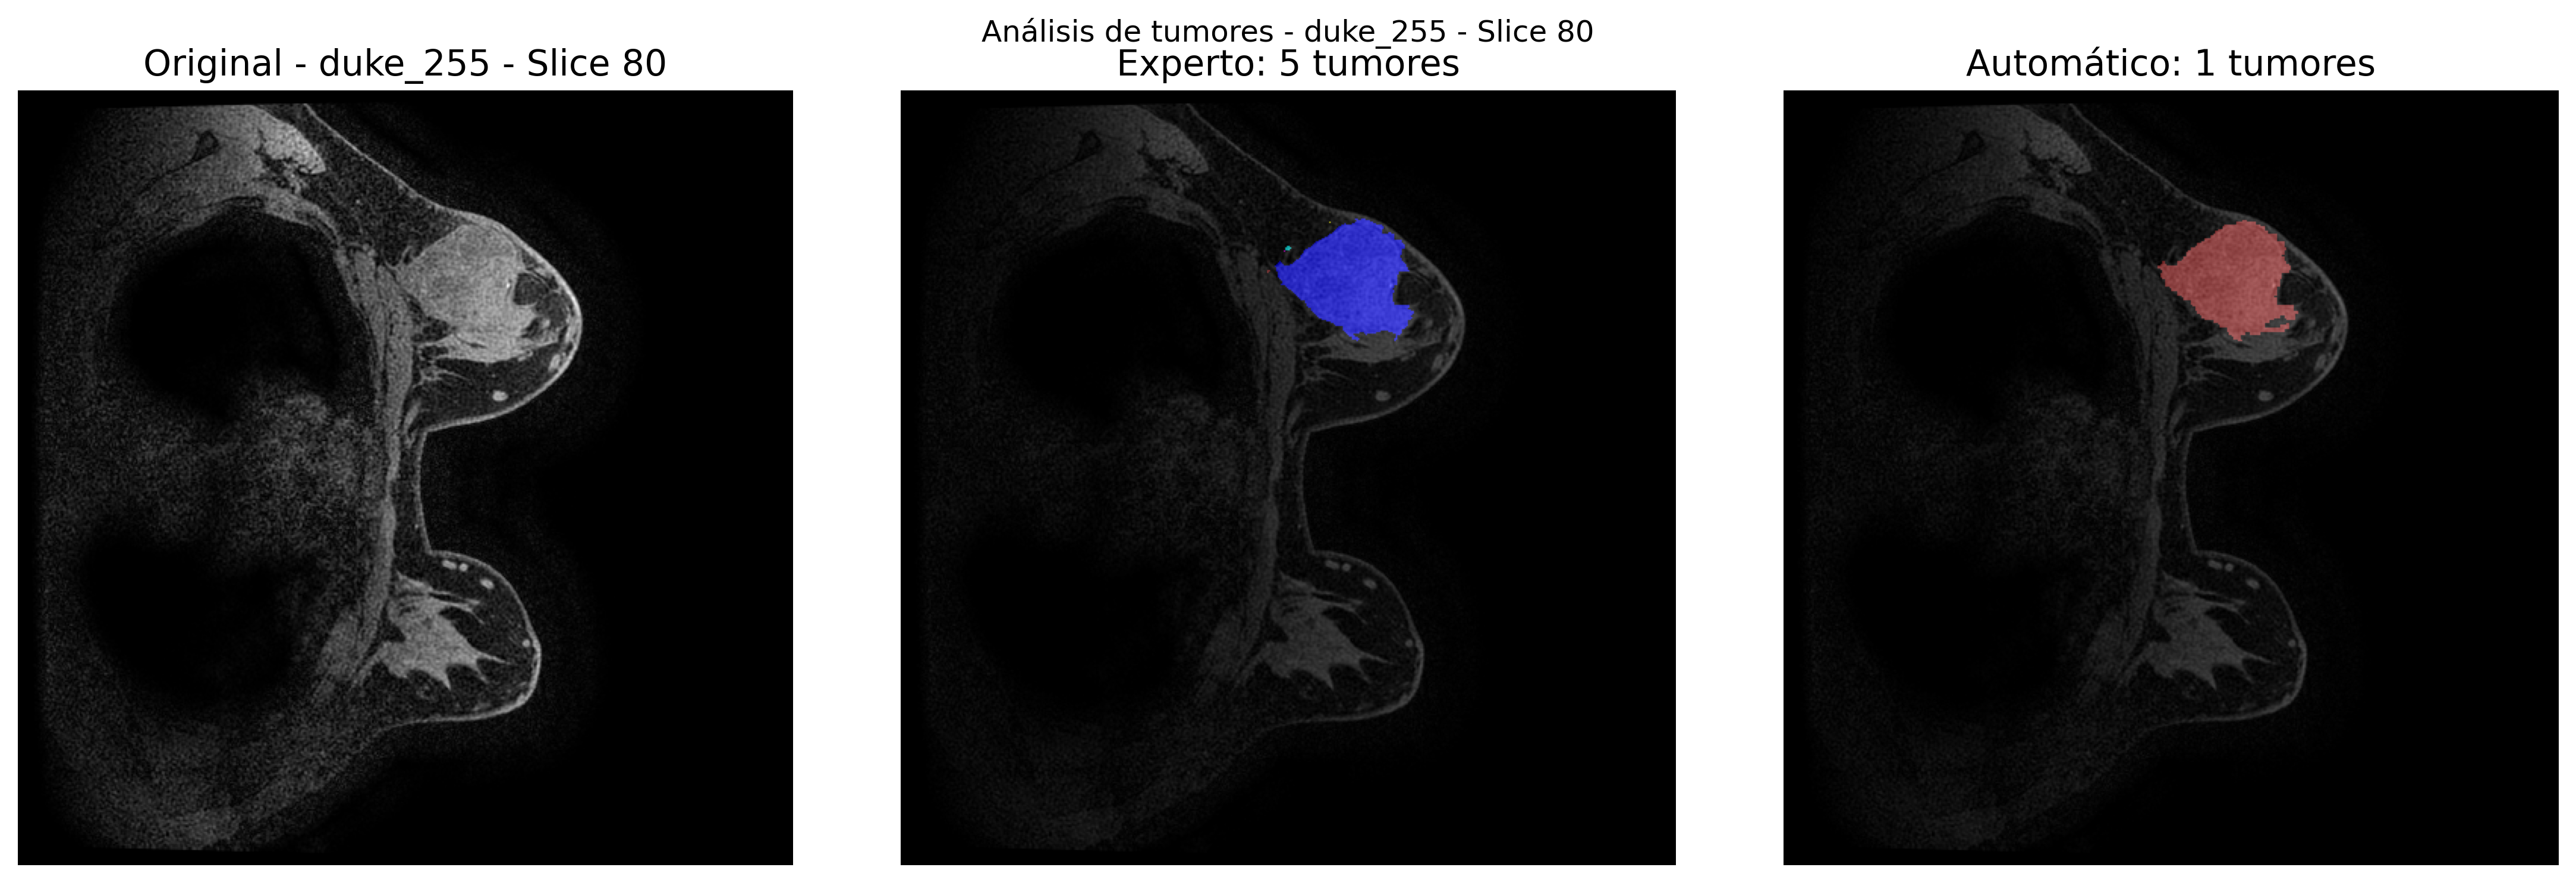 Análisis de tumores - duke_255 - Slice 80
Original - duke_255 - Slice 80
Experto: 5 tumores
Automático: 1 tumores